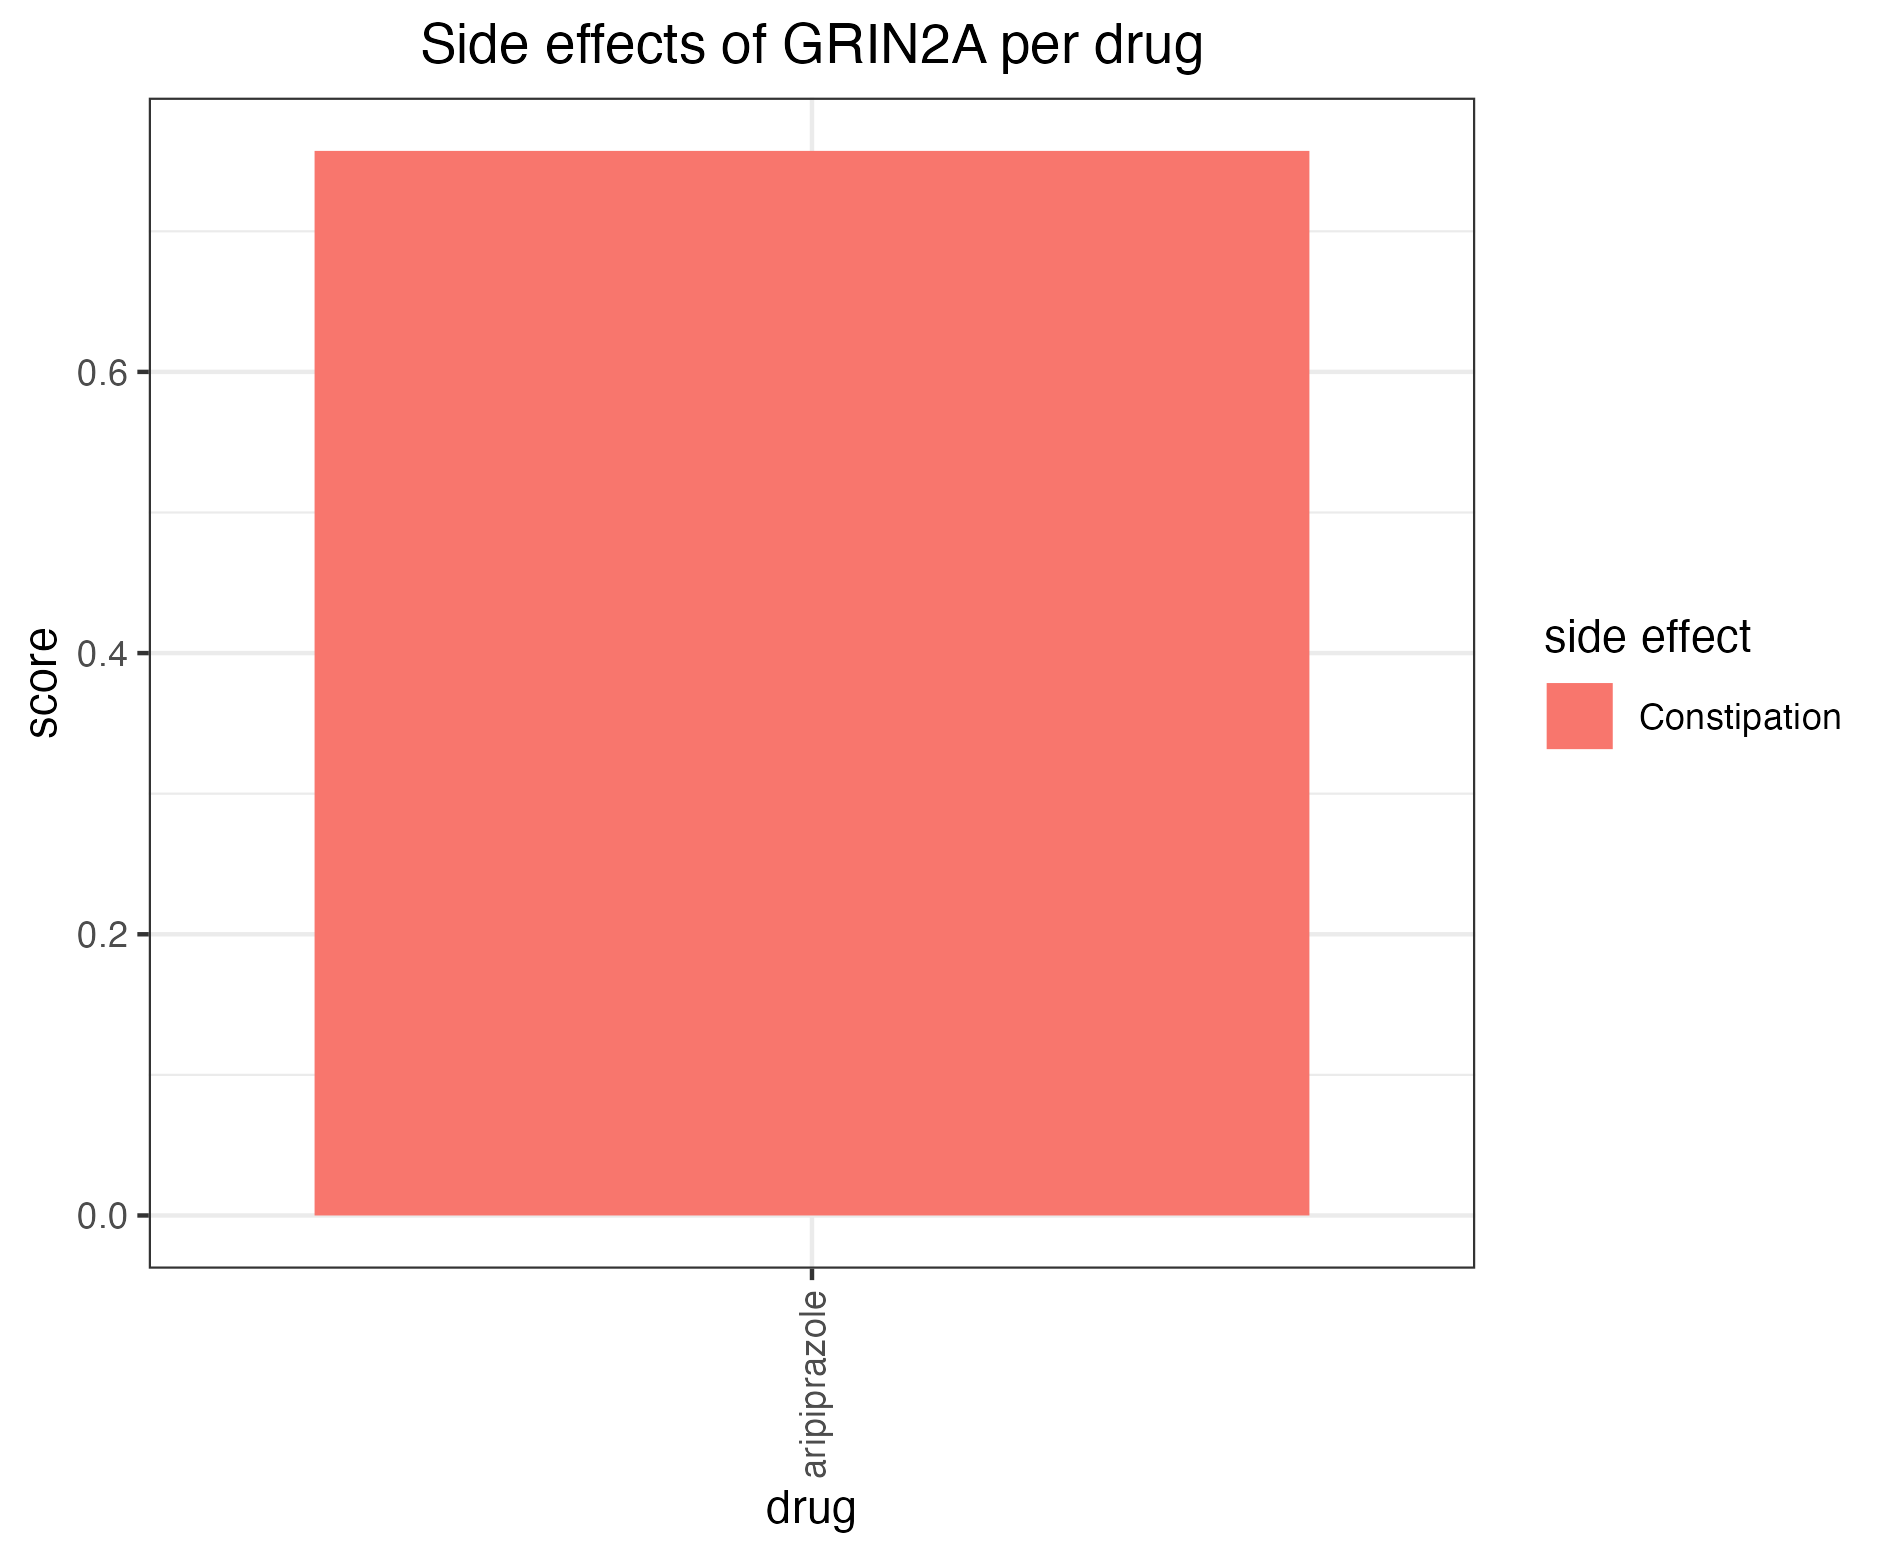 Side effects of GRIN2A per drug
score
0.6
0.4
0.2
0.0
aripiprazole
drug
side effect
Constipation